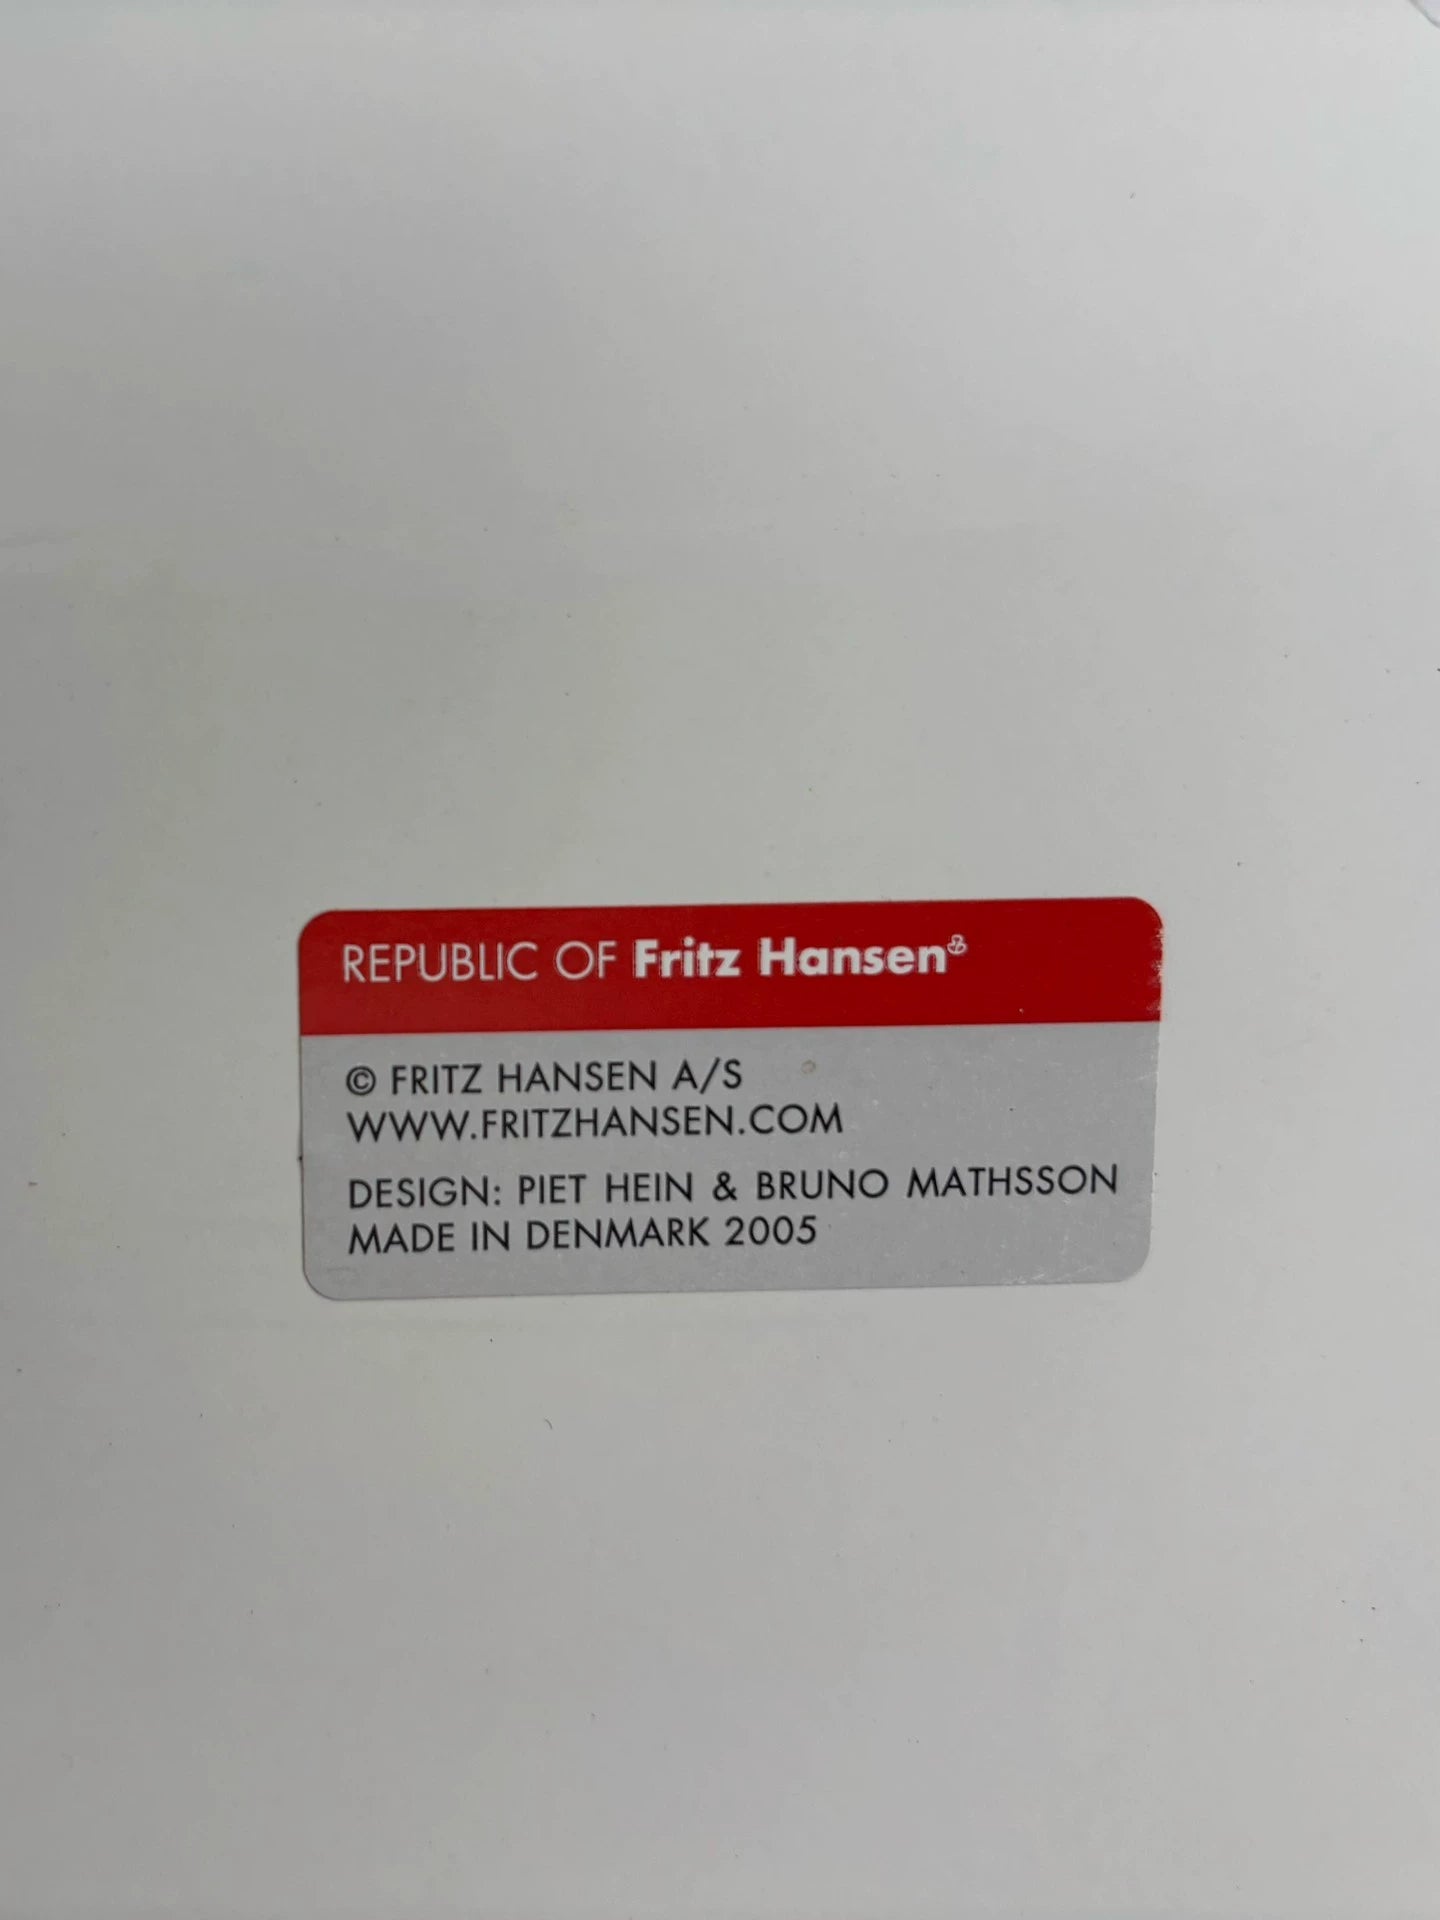 REPUBLIC OF Fritz Hansen
© FRITZ HANSEN A/S
WWW.FRITZHANSEN.COM
DESIGN: PIET HEIN & BRUNO MATHSSON
MADE IN DENMARK 2005